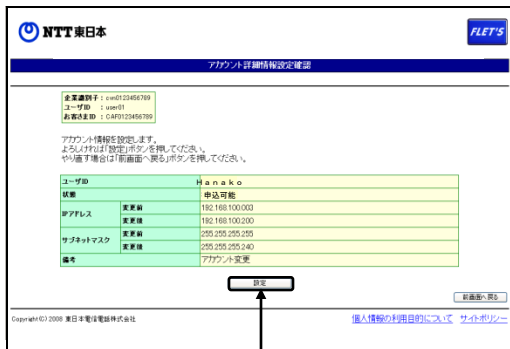 NTT東日本
FLET'S
アカウント詳細情報設定確認
企業識別子：cvn0123456789
ユーザID ：user01
お客さまID ：CAF0123456789
アカウント情報を設定します。
よろしければ「設定」ボタンを押してください。
やり直す場合は「前画面へ戻る」ボタンを押してください。
ユーザID Hanako
状態 申込可能
IPアドレス 変更前 192.168.100.003
変更後 192.168.100.200
サブネットマスク 変更前 255.255.255.255
変更後 255.255.255.240
備考 アカウント変更
設定
前画面へ戻る
Copyright(C) 2008 東日本電信電話株式会社
個人情報の利用目的について サイトポリシー